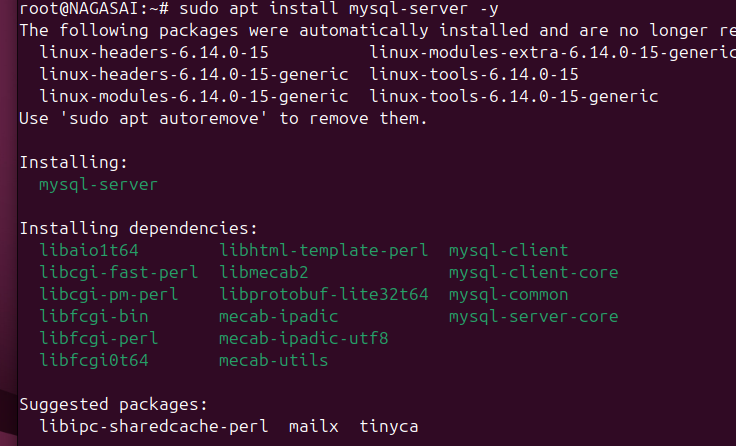 root@NAGASAI:~# sudo apt install mysql-server -y
The following packages were automatically installed and are no longer re
linux-headers-6.14.0-15 linux-modules-extra-6.14.0-15-generic
linux-headers-6.14.0-15-generic linux-tools-6.14.0-15
linux-modules-6.14.0-15-generic linux-tools-6.14.0-15-generic
Use 'sudo apt autoremove' to remove them.
Installing:
mysql-server
Installing dependencies:
libaio1t64 libhtml-template-perl mysql-client
libcgi-fast-perl libmecab2 mysql-client-core
libcgi-pm-perl libprotobuf-lite32t64 mysql-common
libfcgi-bin mecab-ipadic mysql-server-core
libfcgi-perl mecab-ipadic-utf8
libfcgi0t64 mecab-utils
Suggested packages:
libipc-sharedcache-perl mailx tinyca